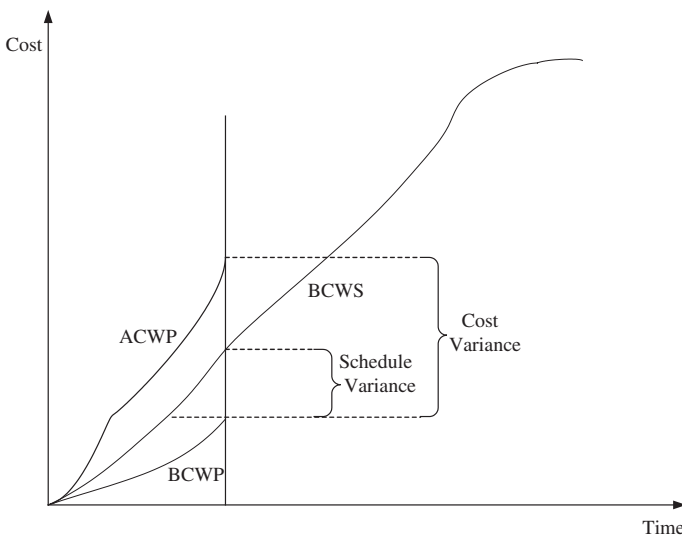 Cost
BCWS
ACWP
Cost
Variance
Schedule
Variance
BCWP
Time